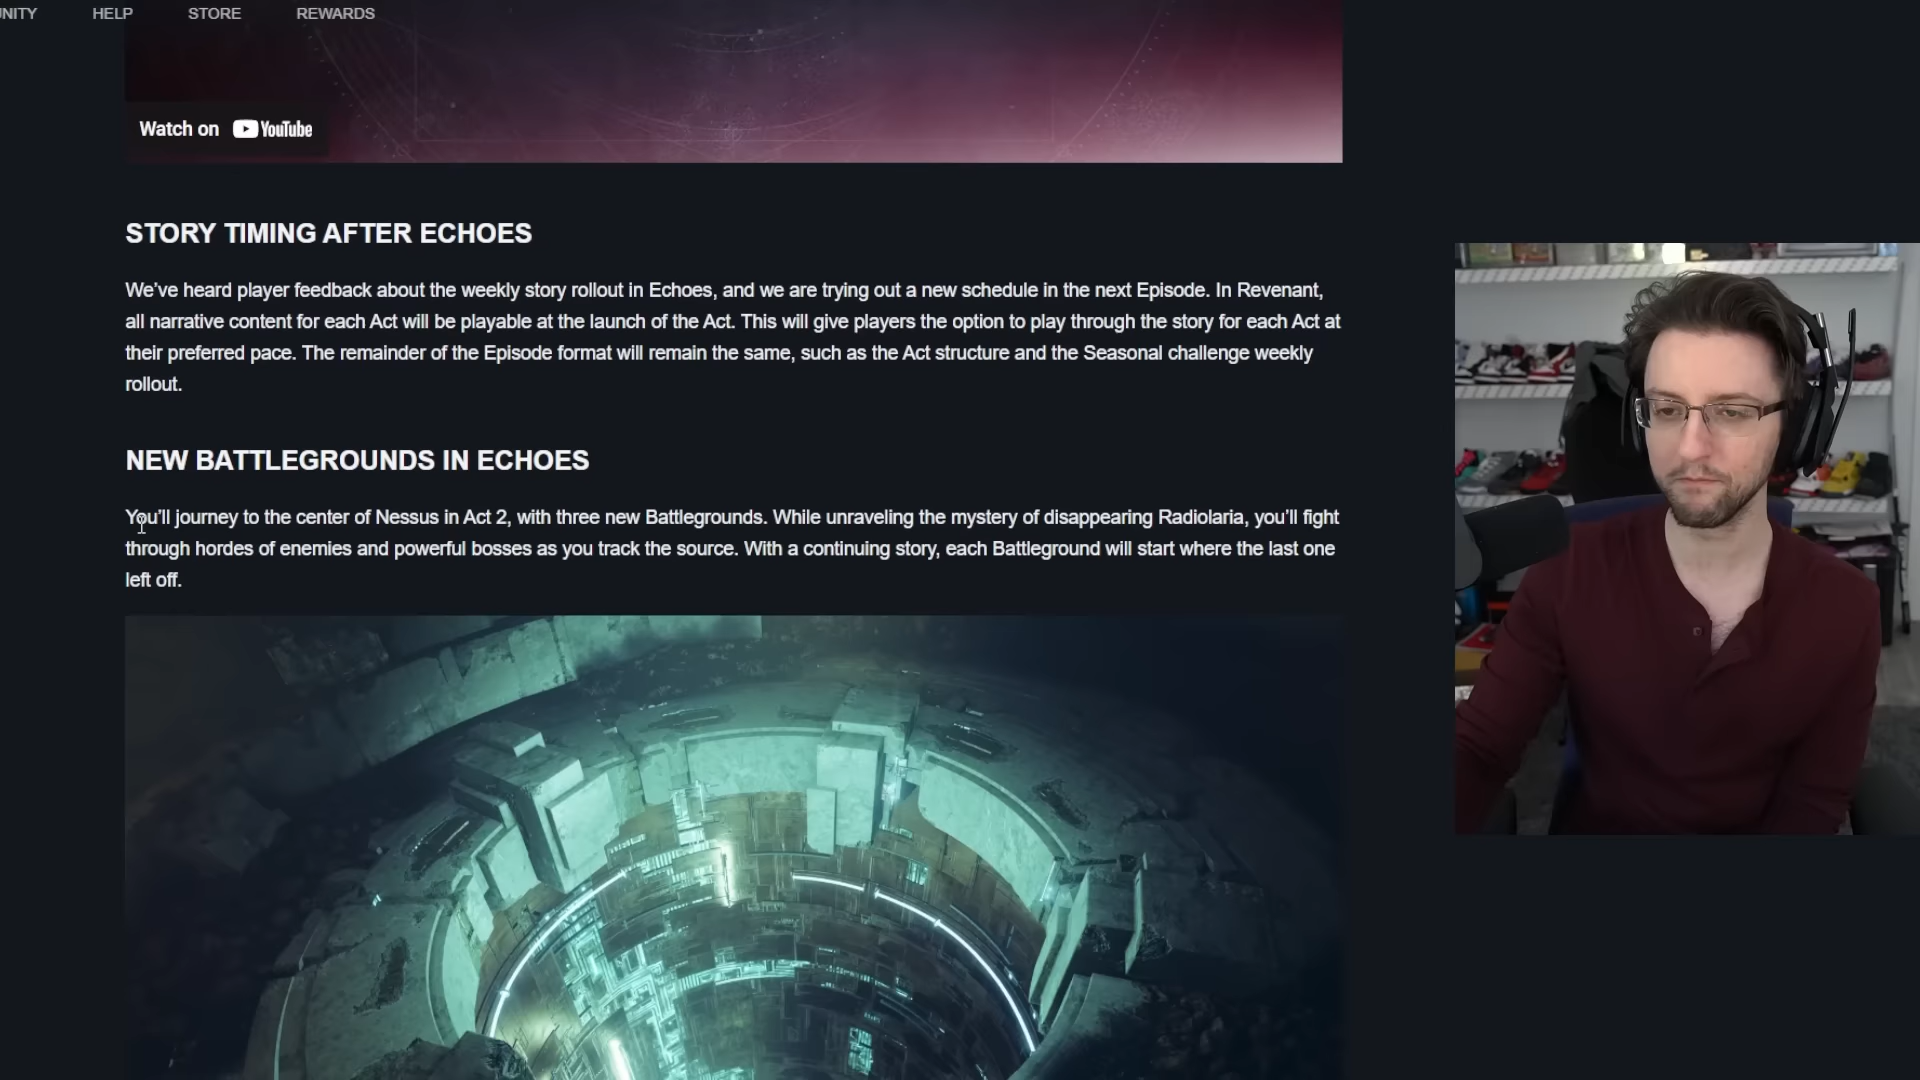 HELP STORE REWARDS
Watch on YouTube
STORY TIMING AFTER ECHOES
We've heard player feedback about the weekly story rollout in Echoes, and we are trying out a new schedule in the next Episode. In Revenant,
all narrative content for each Act will be playable at the launch of the Act. This will give players the option to play through the story for each Act at
their preferred pace. The remainder of the Episode format will remain the same, such as the Act structure and the Seasonal challenge weekly
rollout.
NEW BATTLEGROUNDS IN ECHOES
You'll journey to the center of Nessus in Act 2, with three new Battlegrounds. While unraveling the mystery of disappearing Radiolaria, you'll fight
through hordes of enemies and powerful bosses as you track the source. With a continuing story, each Battleground will start where the last one
left off.